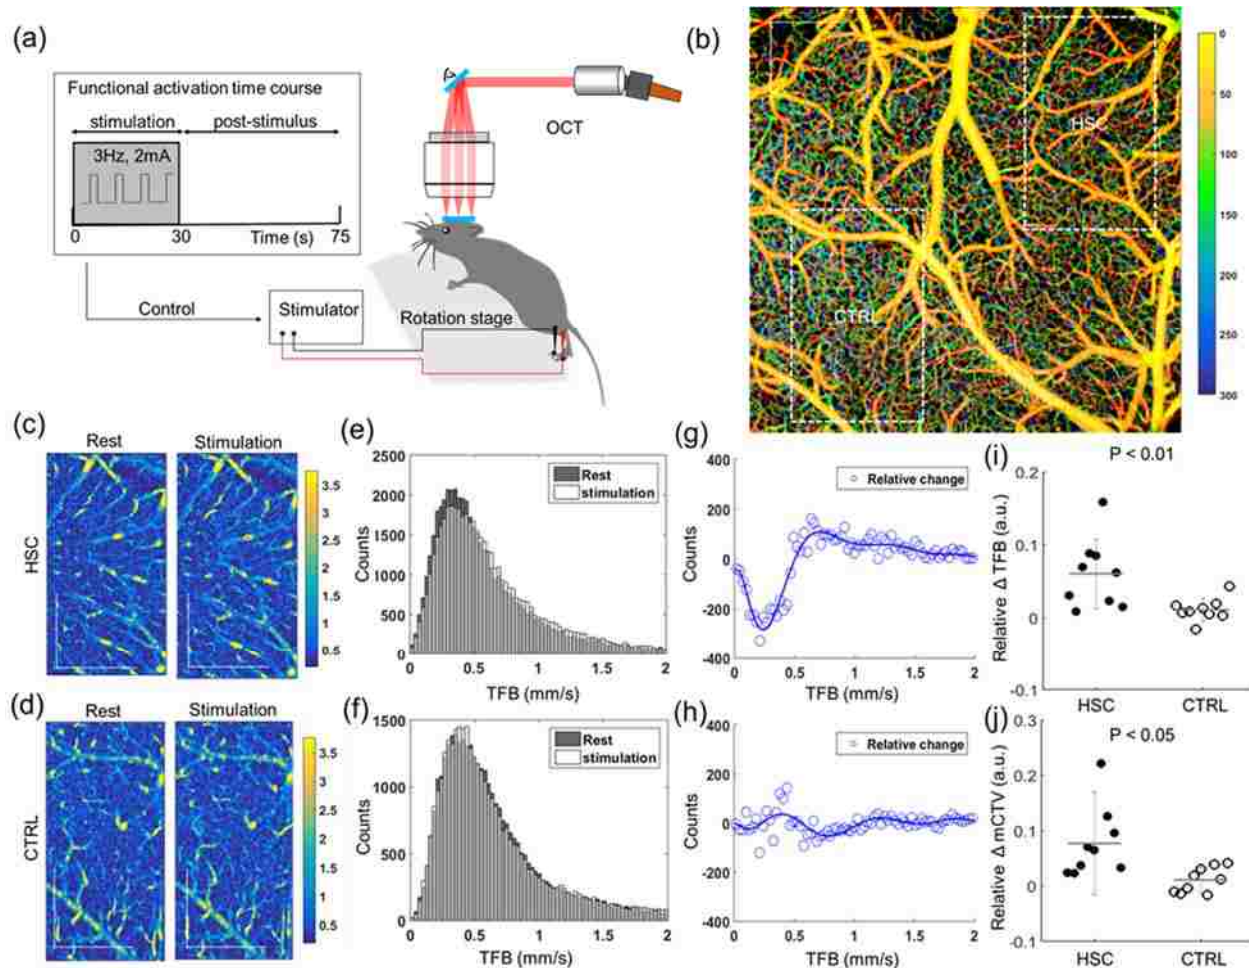 (a)
Functional activation time course
stimulation
post-stimulus
3Hz, 2mA
0
30
Time (s)
75
Control
Stimulator
Rotation stage
OCT
(b)
HSC
CTRL
0
50
100
150
200
250
300
(c)
Rest
Stimulation
HSC
3.5
3
2.5
2
1.5
1
0.5
(d)
Rest
Stimulation
CTRL
3.5
3
2.5
2
1.5
1
0.5
(e)
Counts
2500
2000
1500
1000
500
0
Rest
stimulation
0
0.5
1
1.5
2
TFB (mm/s)
(f)
Counts
1500
1000
500
0
Rest
stimulation
0
0.5
1
1.5
2
TFB (mm/s)
(g)
Counts
400
200
0
-200
-400
Relative change
0
0.5
1
1.5
2
TFB (mm/s)
(h)
Counts
400
200
0
-200
-400
Relative change
0
0.5
1
1.5
2
TFB (mm/s)
(i)
P < 0.01
Relative Δ TFB (a.u.)
0.2
0.1
0
-0.1
HSC
CTRL
(j)
P < 0.05
Relative Δ mCTV (a.u.)
0.3
0.2
0.1
0
-0.1
HSC
CTRL